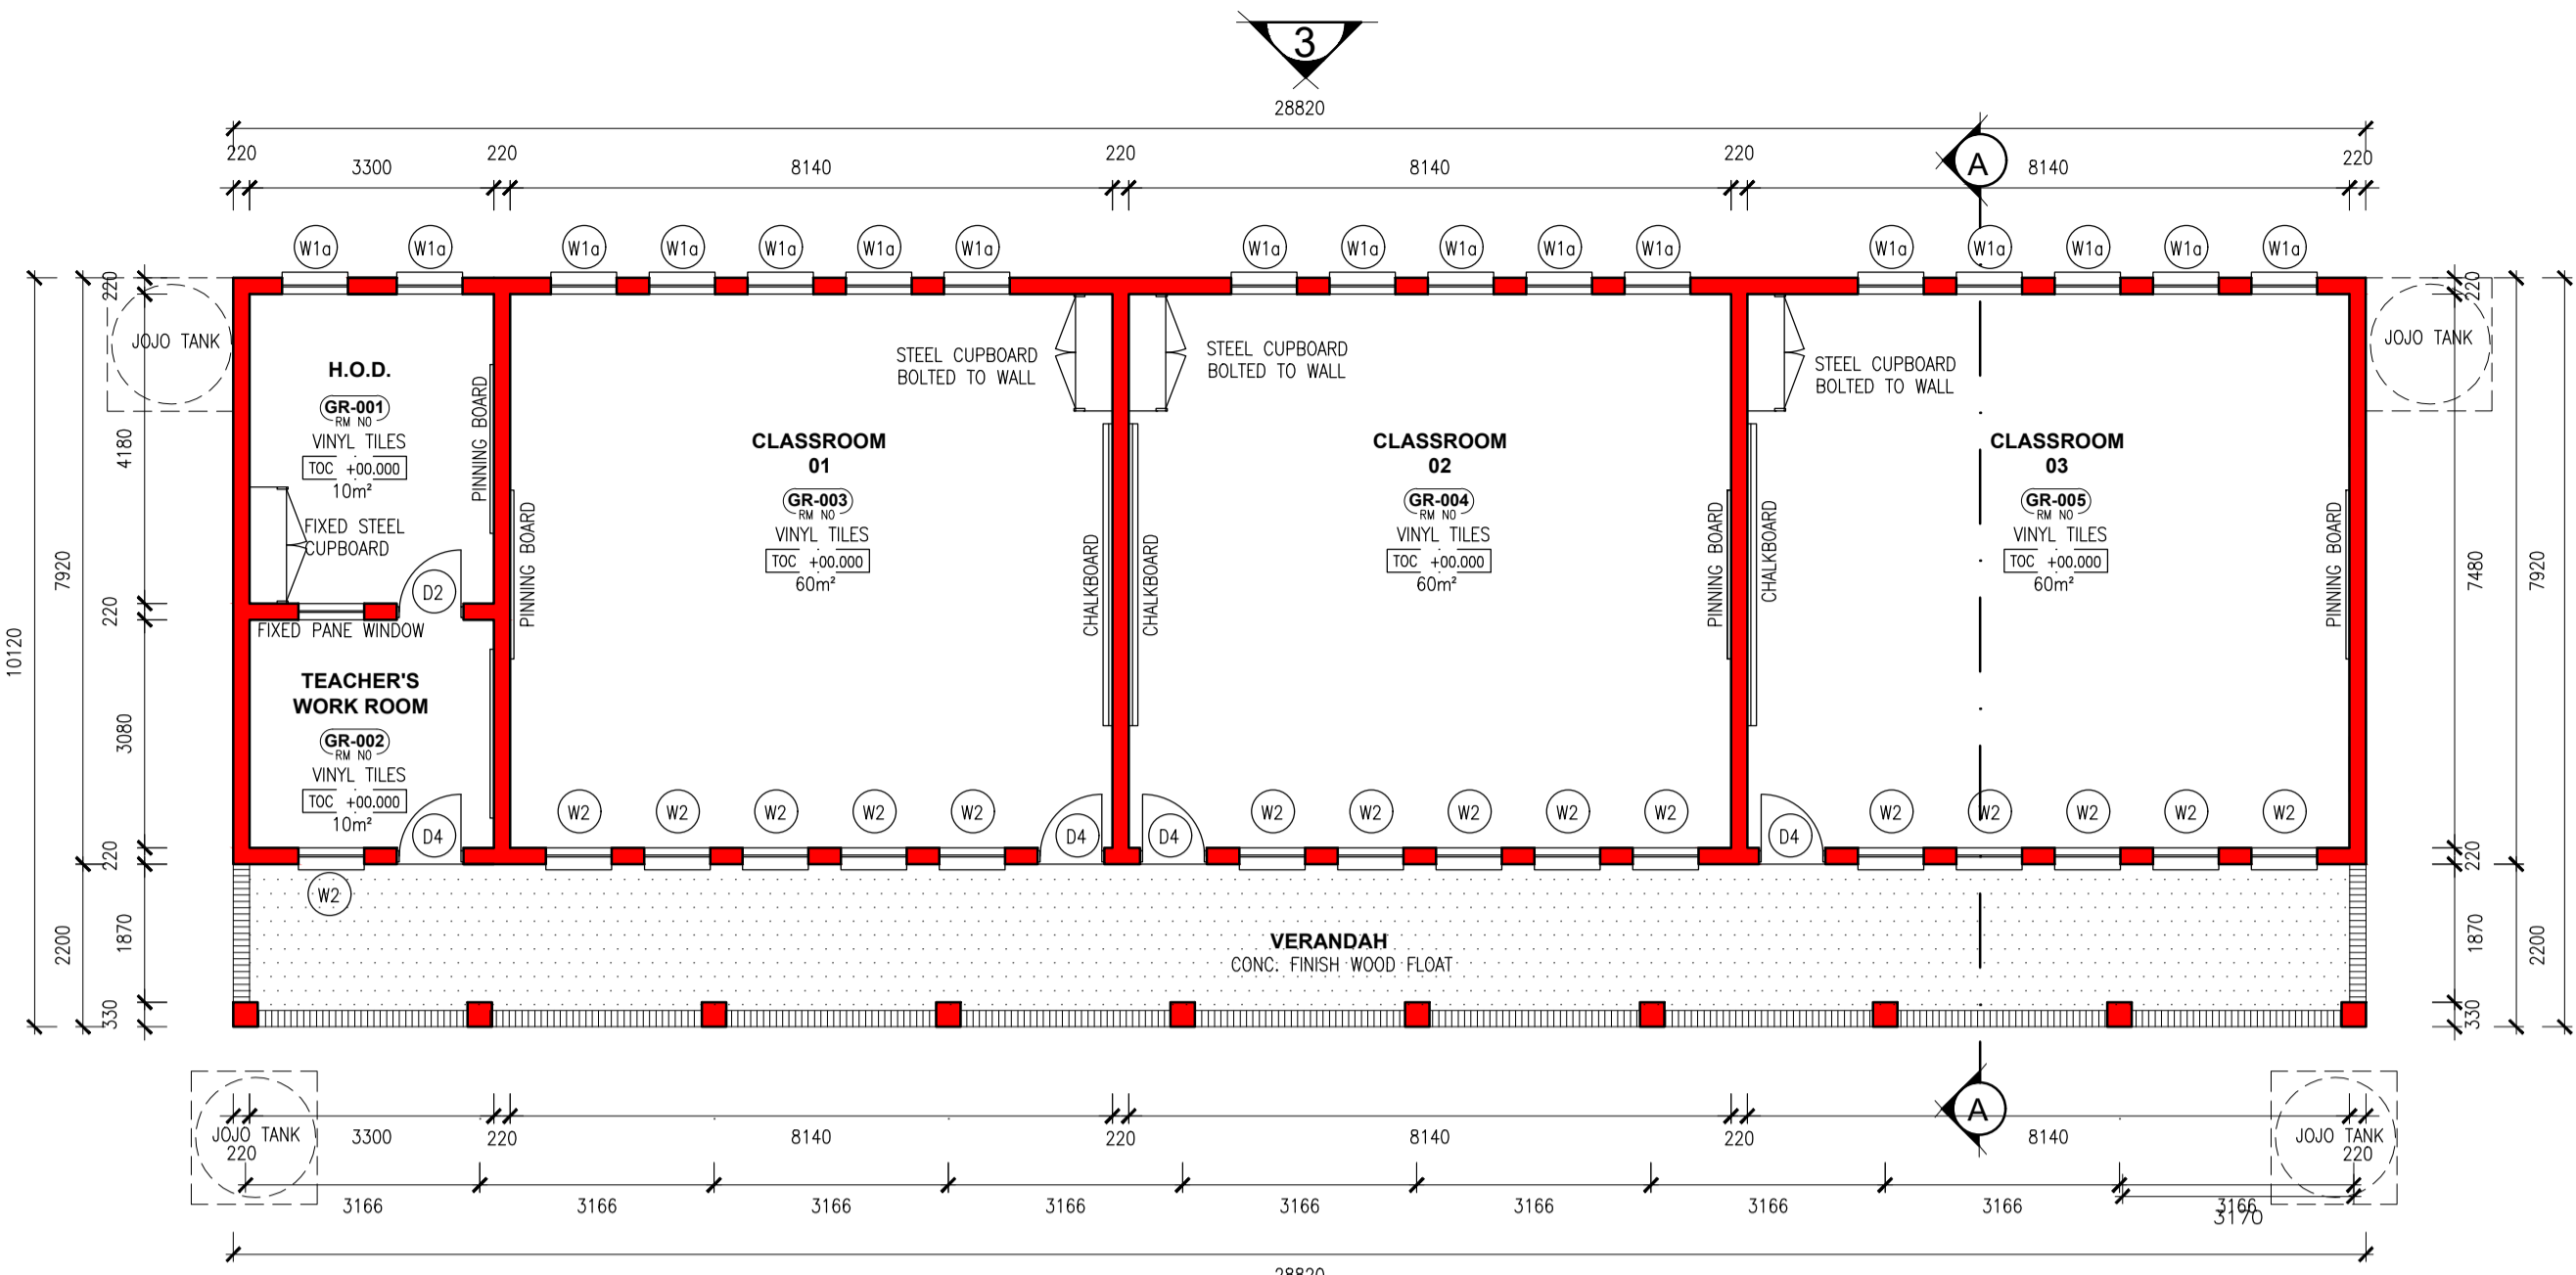 3
28820
220
3300
220
8140
220
8140
220
A
8140
220
W1a W1a W1a W1a W1a W1a W1a W1a W1a W1a W1a W1a W1a W1a W1a W1a W1a
220
220
JOJO TANK
JOJO TANK
STEEL CUPBOARD
BOLTED TO WALL
STEEL CUPBOARD
BOLTED TO WALL
STEEL CUPBOARD
BOLTED TO WALL
H.O.D.
GR-001
RM NO
VINYL TILES
TOC +00.000
10m²
PINNING BOARD
4180
FIXED STEEL
CUPBOARD
D2
FIXED PANE WINDOW
CLASSROOM
01
GR-003
RM NO
VINYL TILES
TOC +00.000
60m²
PINNING BOARD
CHALKBOARD
CLASSROOM
02
GR-004
RM NO
VINYL TILES
TOC +00.000
60m²
CHALKBOARD
PINNING BOARD
CLASSROOM
03
GR-005
RM NO
VINYL TILES
TOC +00.000
60m²
CHALKBOARD
PINNING BOARD
7480
7920
7920
220
10120
TEACHER'S
WORK ROOM
GR-002
RM NO
VINYL TILES
TOC +00.000
10m²
3080
D4
W2 W2 W2 W2 W2
D4
D4
W2 W2 W2 W2 W2
D4
W2 W2 W2 W2 W2
220
220
W2
VERANDAH
CONC. FINISH WOOD FLOAT
2200
1870
330
1870
2200
330
A
JOJO TANK
220
3300
220
8140
220
8140
220
8140
JOJO TANK
220
3166
3166
3166
3166
3166
3166
3166
3166
3166
3170
28820